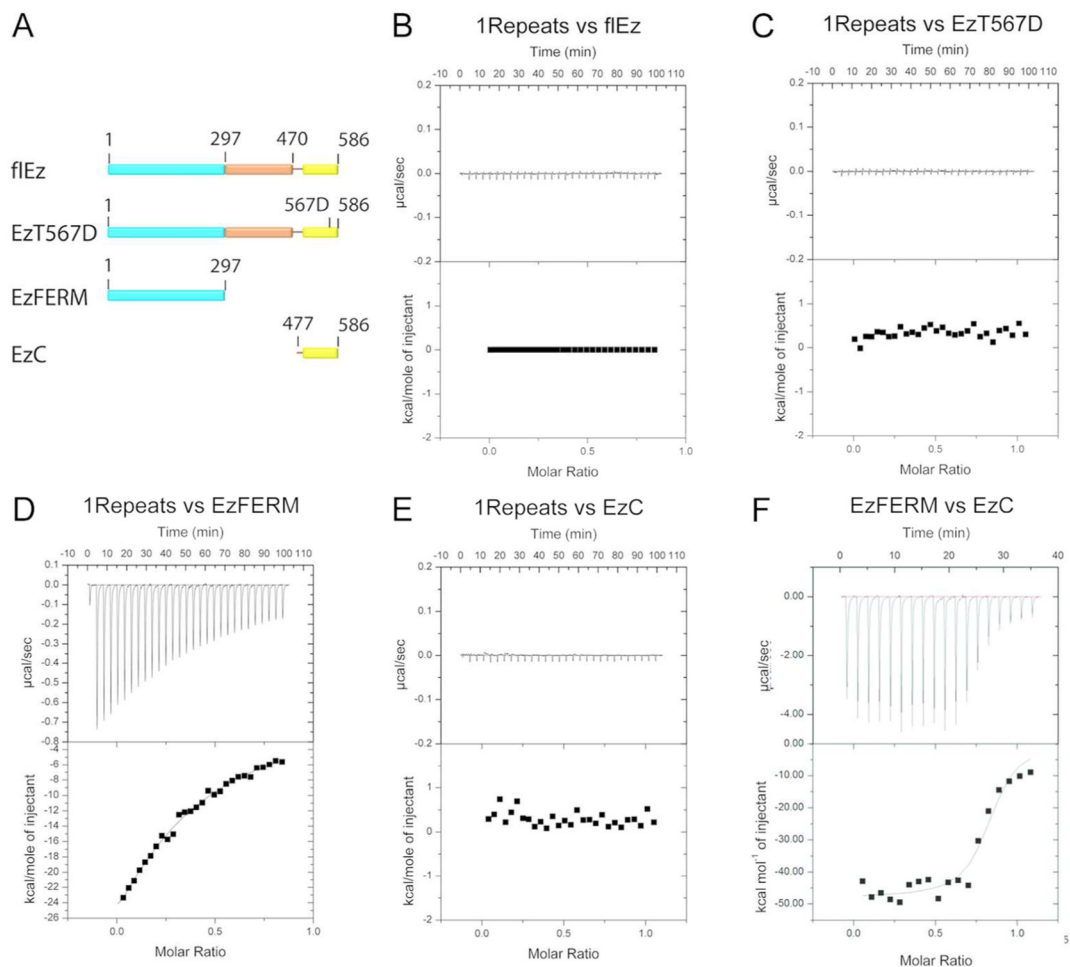 A
1 297 470 586
flEz
1 567D 586
EzT567D
1 297
EzFERM
477 586
EzC
B
1Repeats vs flEz
Time (min)
-10 0 10 20 30 40 50 60 70 80 90 100 110
0.2
0.1
0.0
-0.1
-0.2
µcal/sec
1
0
-1
-2
kcal/mole of injectant
0.0 0.5 1.0
Molar Ratio
C
1Repeats vs EzT567D
Time (min)
-10 0 10 20 30 40 50 60 70 80 90 100 110
0.2
0.1
0.0
-0.1
-0.2
µcal/sec
1
0
-1
-2
kcal/mole of injectant
0.0 0.5 1.0
Molar Ratio
D
1Repeats vs EzFERM
Time (min)
-10 0 10 20 30 40 50 60 70 80 90 100 110
0.1
0.0
-0.1
-0.2
-0.3
-0.4
-0.5
-0.6
-0.7
-0.8
µcal/sec
-4
-6
-8
-10
-12
-14
-16
-18
-20
-22
-24
-26
kcal/mole of injectant
0.0 0.5 1.0
Molar Ratio
E
1Repeats vs EzC
Time (min)
-10 0 10 20 30 40 50 60 70 80 90 100 110
0.2
0.1
0.0
-0.1
-0.2
µcal/sec
1
0
-1
-2
kcal/mole of injectant
0.0 0.5 1.0
Molar Ratio
F
EzFERM vs EzC
Time (min)
0 10 20 30 40
0.00
-2.00
-4.00
0.00
µcal/sec
-10.00
-20.00
-30.00
-40.00
-50.00
kcal mol⁻¹ of injectant
0.0 0.5 1.0
Molar Ratio
5